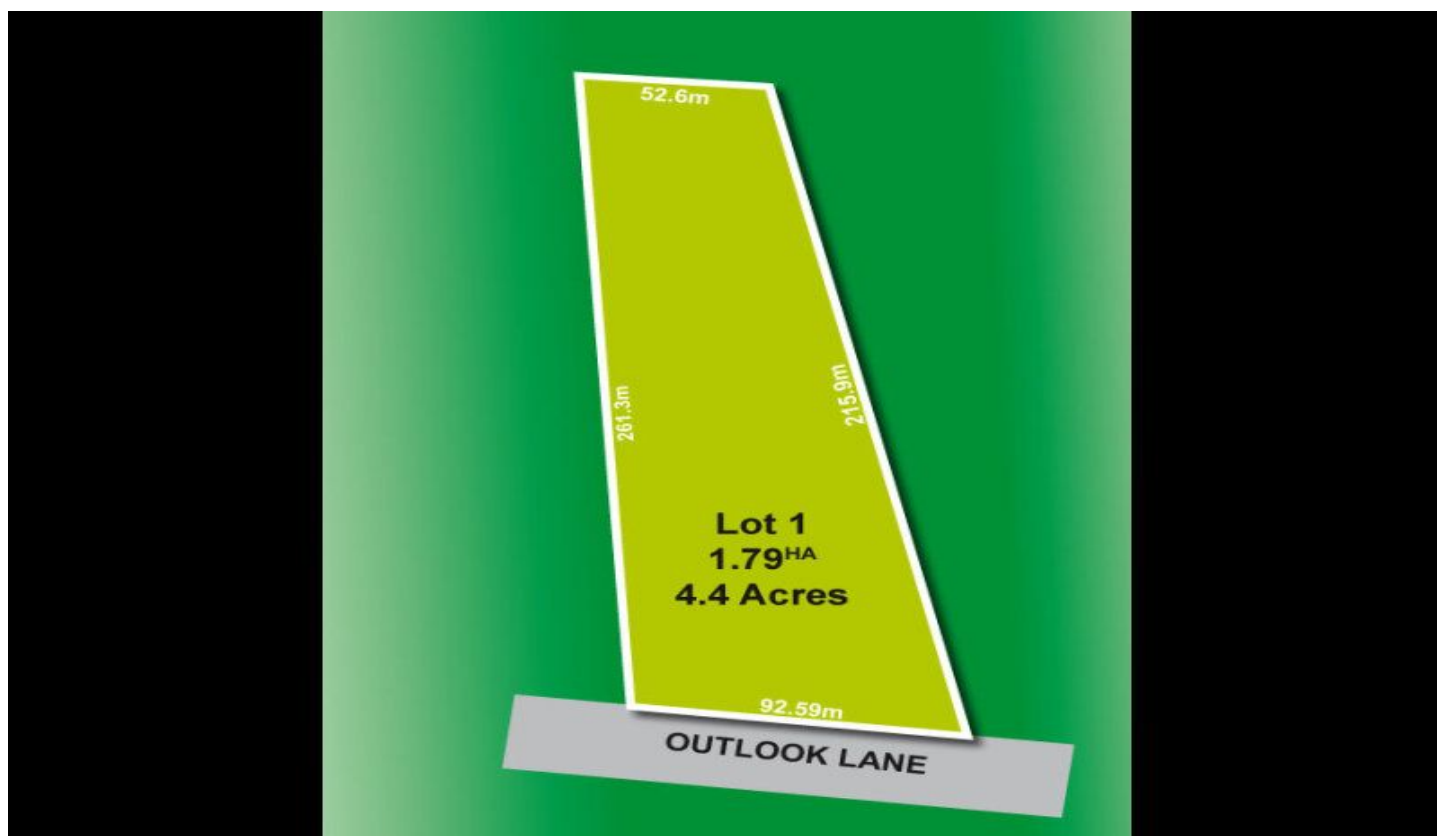 52.6m
261.3m
215.9m
Lot 1
1.79HA
4.4 Acres
92.59m
OUTLOOK LANE